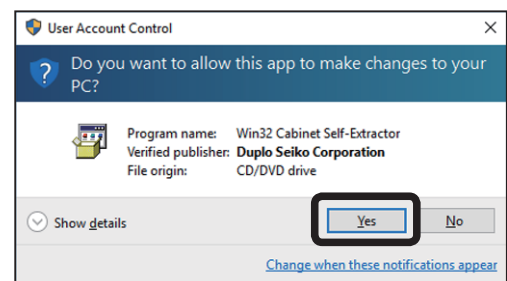 User Account Control
Do you want to allow this app to make changes to your
PC?
Program name: Win32 Cabinet Self-Extractor
Verified publisher: Duplo Seiko Corporation
File origin: CD/DVD drive
Show details
Yes
No
Change when these notifications appear